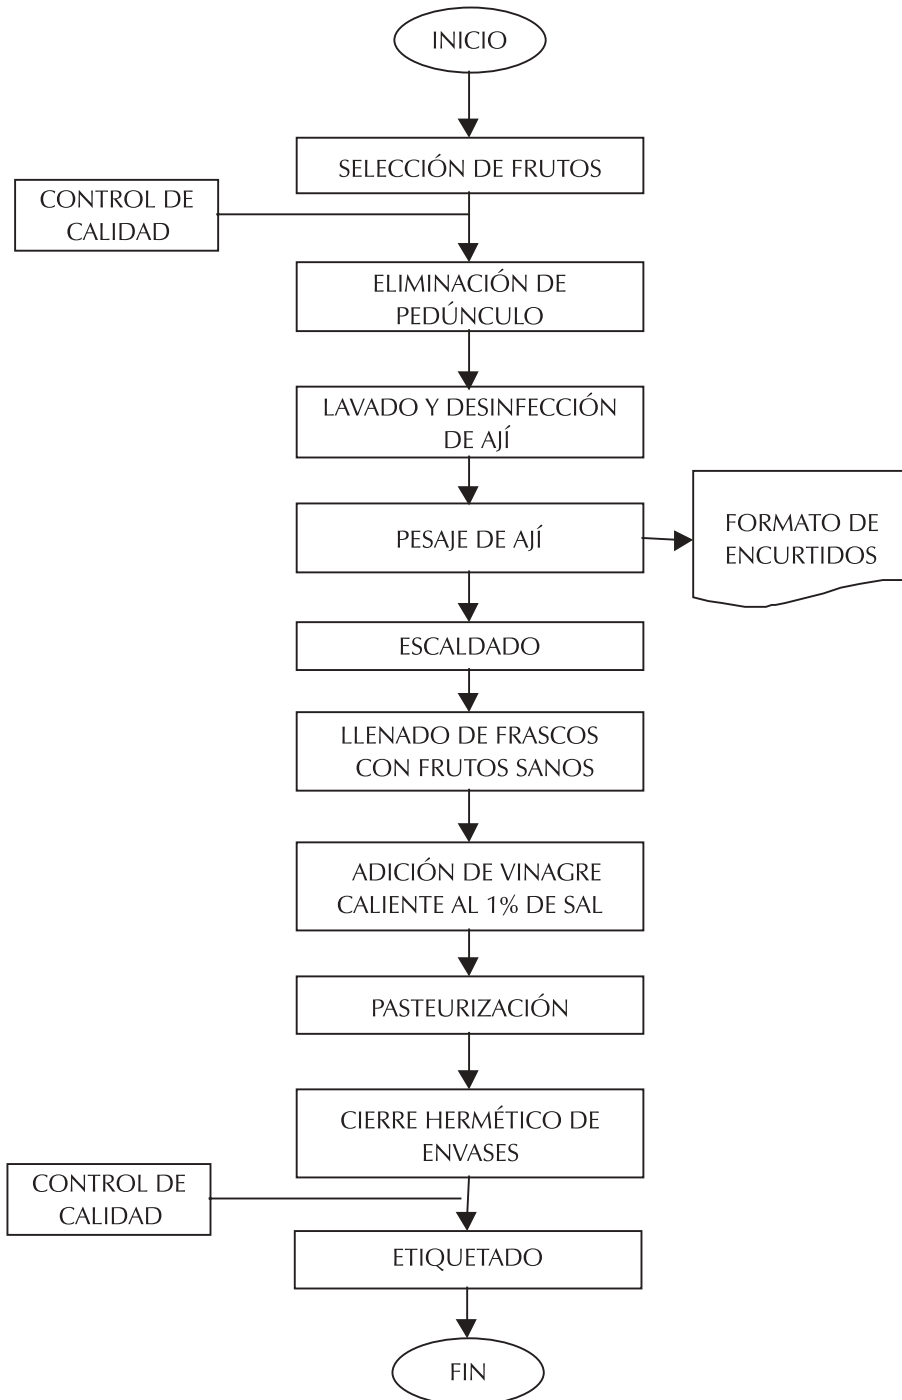 INICIO
SELECCIÓN DE FRUTOS
CONTROL DE
CALIDAD
ELIMINACIÓN DE
PEDÚNCULO
LAVADO Y DESINFECCIÓN
DE AJÍ
PESAJE DE AJÍ
FORMATO DE
ENCURTIDOS
ESCALDADO
LLENADO DE FRASCOS
CON FRUTOS SANOS
ADICIÓN DE VINAGRE
CALIENTE AL 1% DE SAL
PASTEURIZACIÓN
CIERRE HERMÉTICO DE
ENVASES
CONTROL DE
CALIDAD
ETIQUETADO
FIN